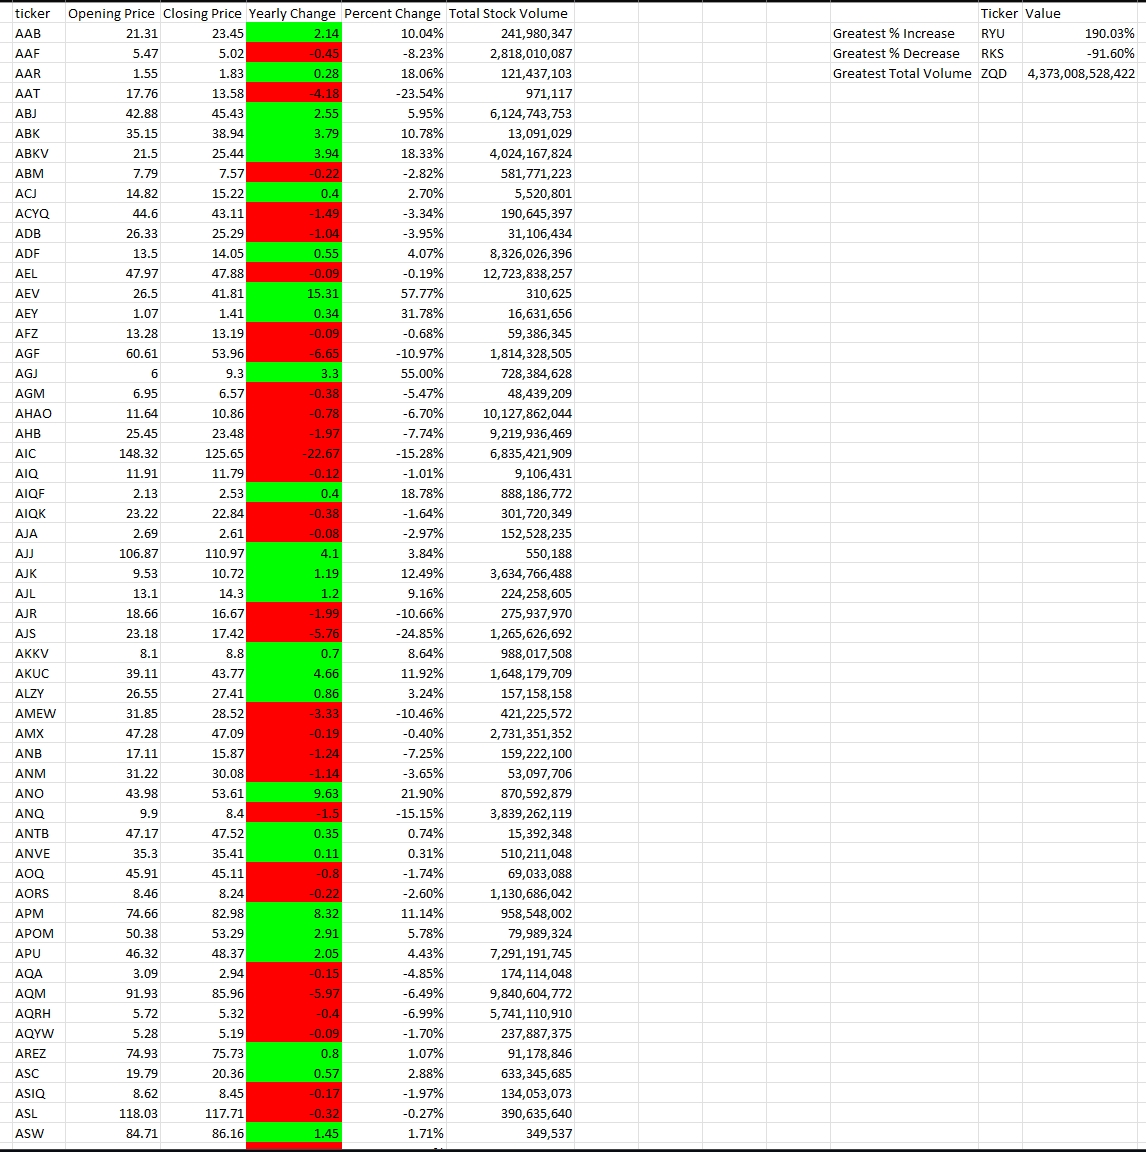 ticker Opening Price Closing Price Yearly Change Percent Change Total Stock Volume Ticker Value
AAB 21.31 23.45 2.14 10.04% 241,980,347 Greatest % Increase RYU 190.03%
AAF 5.47 5.02 -0.45 -8.23% 2,818,010,087 Greatest % Decrease RKS -91.60%
AAR 1.55 1.83 0.28 18.06% 121,437,103 Greatest Total Volume ZQD 4,373,008,528,422
AAT 17.76 13.58 -4.18 -23.54% 971,117
ABJ 42.88 45.43 2.55 5.95% 6,124,743,753
ABK 35.15 38.94 3.79 10.78% 13,091,029
ABKV 21.5 25.44 3.94 18.33% 4,024,167,824
ABM 7.79 7.57 -0.22 -2.82% 581,771,223
ACJ 14.82 15.22 0.4 2.70% 5,520,801
ACYQ 44.6 43.11 -1.49 -3.34% 190,645,397
ADB 26.33 25.29 -1.04 -3.95% 31,106,434
ADF 13.5 14.05 0.55 4.07% 8,326,026,396
AEL 47.97 47.88 -0.09 -0.19% 12,723,838,257
AEV 26.5 41.81 15.31 57.77% 310,625
AEY 1.07 1.41 0.34 31.78% 16,631,656
AFZ 13.28 13.19 -0.09 -0.68% 59,386,345
AGF 60.61 53.96 -6.65 -10.97% 1,814,328,505
AGJ 6 9.3 3.3 55.00% 728,384,628
AGM 6.95 6.57 -0.38 -5.47% 48,439,209
AHAO 11.64 10.86 -0.78 -6.70% 10,127,862,044
AHB 25.45 23.48 -1.97 -7.74% 9,219,936,469
AIC 148.32 125.65 -22.67 -15.28% 6,835,421,909
AIQ 11.91 11.79 -0.12 -1.01% 9,106,431
AIQF 2.13 2.53 0.4 18.78% 888,186,772
AIQK 23.22 22.84 -0.38 -1.64% 301,720,349
AJA 2.69 2.61 -0.08 -2.97% 152,528,235
AJJ 106.87 110.97 4.1 3.84% 550,188
AJK 9.53 10.72 1.19 12.49% 3,634,766,488
AJL 13.1 14.3 1.2 9.16% 224,258,605
AJR 18.66 16.67 -1.99 -10.66% 275,937,970
AJS 23.18 17.42 -5.76 -24.85% 1,265,626,692
AKKV 8.1 8.8 0.7 8.64% 988,017,508
AKUC 39.11 43.77 4.66 11.92% 1,648,179,709
ALZY 26.55 27.41 0.86 3.24% 157,158,158
AMEW 31.85 28.52 -3.33 -10.46% 421,225,572
AMX 47.28 47.09 -0.19 -0.40% 2,731,351,352
ANB 17.11 15.87 -1.24 -7.25% 159,222,100
ANM 31.22 30.08 -1.14 -3.65% 53,097,706
ANO 43.98 53.61 9.63 21.90% 870,592,879
ANQ 9.9 8.4 -1.5 -15.15% 3,839,262,119
ANTB 47.17 47.52 0.35 0.74% 15,392,348
ANVE 35.3 35.41 0.11 0.31% 510,211,048
AOQ 45.91 45.11 -0.8 -1.74% 69,033,088
AORS 8.46 8.24 -0.22 -2.60% 1,130,686,042
APM 74.66 82.98 8.32 11.14% 958,548,002
APOM 50.38 53.29 2.91 5.78% 79,989,324
APU 46.32 48.37 2.05 4.43% 7,291,191,745
AQA 3.09 2.94 -0.15 -4.85% 174,114,048
AQM 91.93 85.96 -5.97 -6.49% 9,840,604,772
AQRH 5.72 5.32 -0.4 -6.99% 5,741,110,910
AQYW 5.28 5.19 -0.09 -1.70% 237,887,375
AREZ 74.93 75.73 0.8 1.07% 91,178,846
ASC 19.79 20.36 0.57 2.88% 633,345,685
ASIQ 8.62 8.45 -0.17 -1.97% 134,053,073
ASL 118.03 117.71 -0.32 -0.27% 390,635,640
ASW 84.71 86.16 1.45 1.71% 349,537